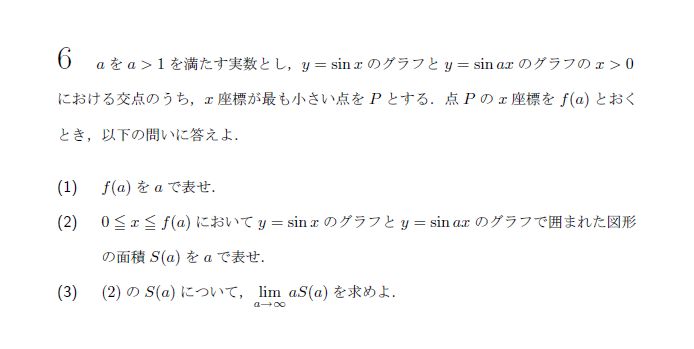 6 a を a > 1 を満たす実数とし，y = sin x のグラフと y = sin ax のグラフの x > 0
における交点のうち，x 座標が最も小さい点を P とする．点 P の x 座標を f(a) とおく
とき，以下の問いに答えよ．
(1) f(a) を a で表せ．
(2) 0 ≦ x ≦ f(a) において y = sin x のグラフと y = sin ax のグラフで囲まれた図形
の面積 S(a) を a で表せ．
(3) (2) の S(a) について，lim_{a→∞} aS(a) を求めよ．